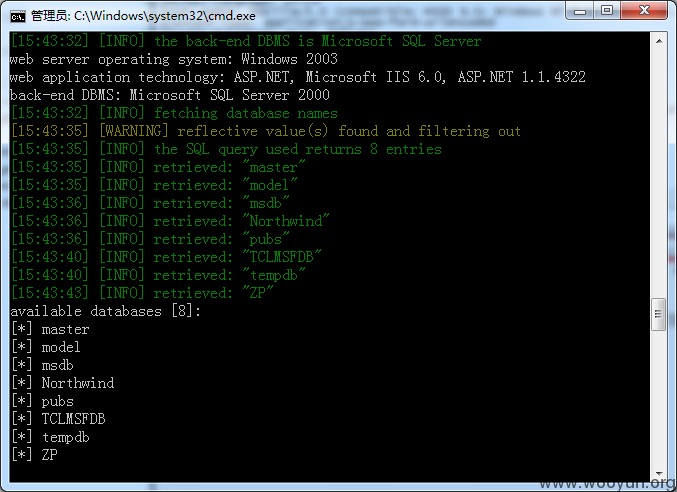 管理员: C:\Windows\system32\cmd.exe
[15:43:32] [INFO] the back-end DBMS is Microsoft SQL Server
web server operating system: Windows 2003
web application technology: ASP.NET, Microsoft IIS 6.0, ASP.NET 1.1.4322
back-end DBMS: Microsoft SQL Server 2000
[15:43:32] [INFO] fetching database names
[15:43:35] [WARNING] reflective value(s) found and filtering out
[15:43:35] [INFO] the SQL query used returns 8 entries
[15:43:35] [INFO] retrieved: "master"
[15:43:35] [INFO] retrieved: "model"
[15:43:36] [INFO] retrieved: "msdb"
[15:43:36] [INFO] retrieved: "Northwind"
[15:43:36] [INFO] retrieved: "pubs"
[15:43:40] [INFO] retrieved: "TCLMSFDB"
[15:43:40] [INFO] retrieved: "tempdb"
[15:43:43] [INFO] retrieved: "ZP"
available databases [8]:
[*] master
[*] model
[*] msdb
[*] Northwind
[*] pubs
[*] TCLMSFDB
[*] tempdb
[*] ZP
www.wooyun.org